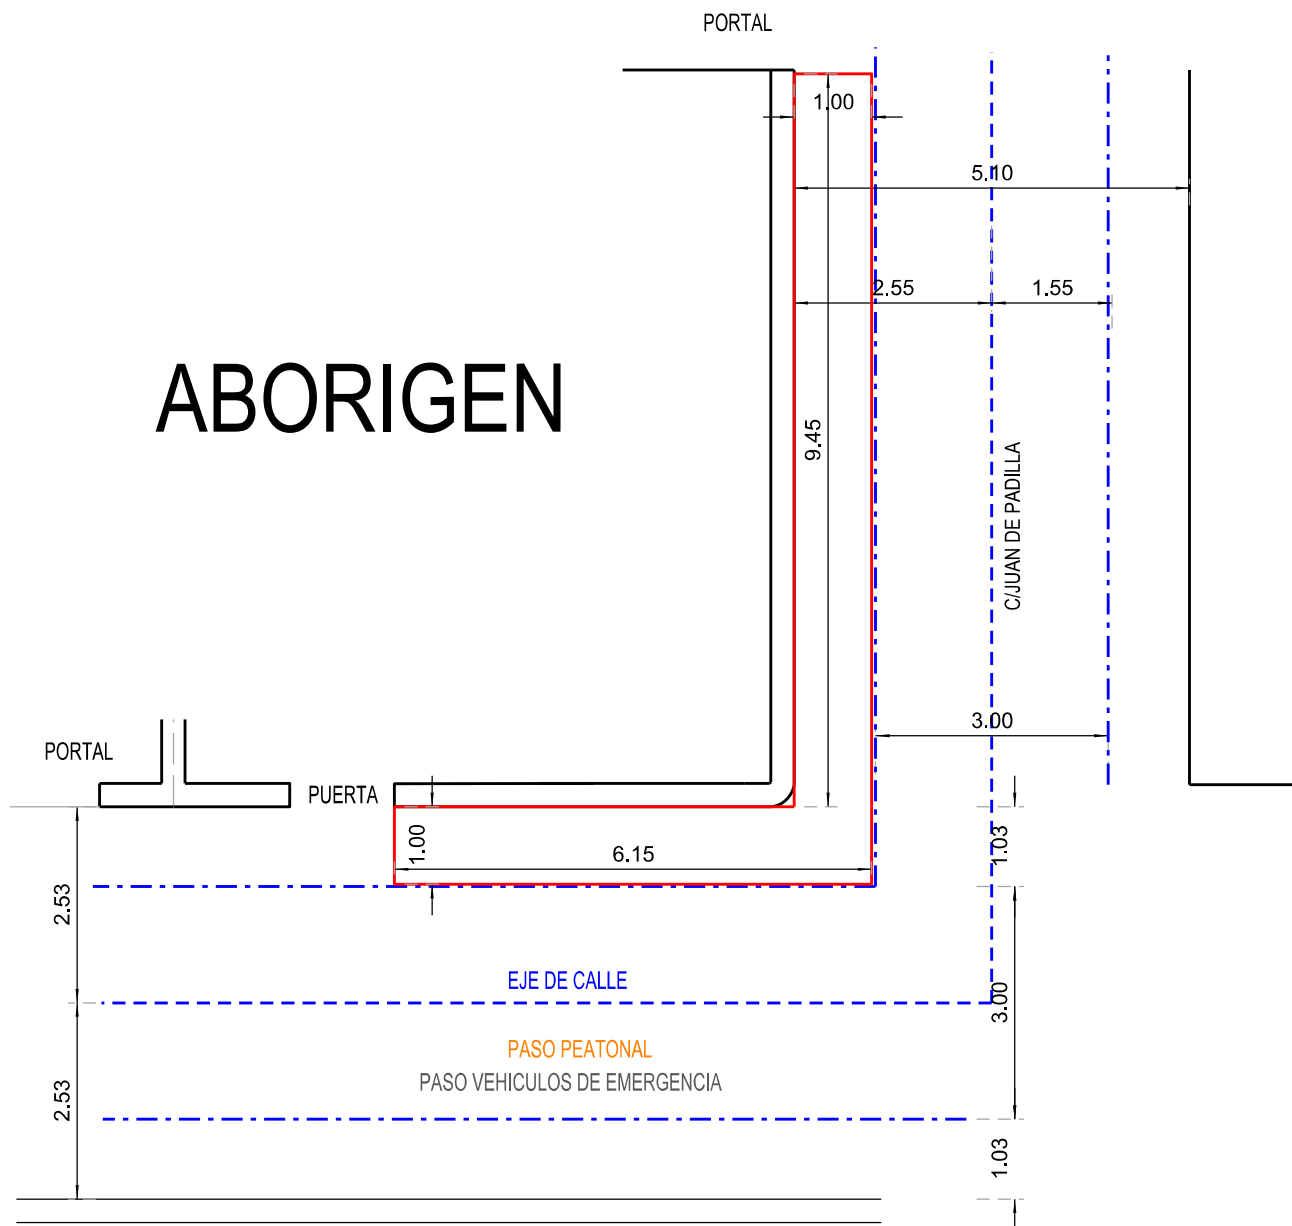 PORTAL
1.00
5.10
2.55
1.55
ABORIGEN
9.45
C/JUAN DE PADILLA
3.00
PORTAL
PUERTA
1.00
6.15
1.03
2.53
EJE DE CALLE
3.00
PASO PEATONAL
PASO VEHICULOS DE EMERGENCIA
2.53
1.03